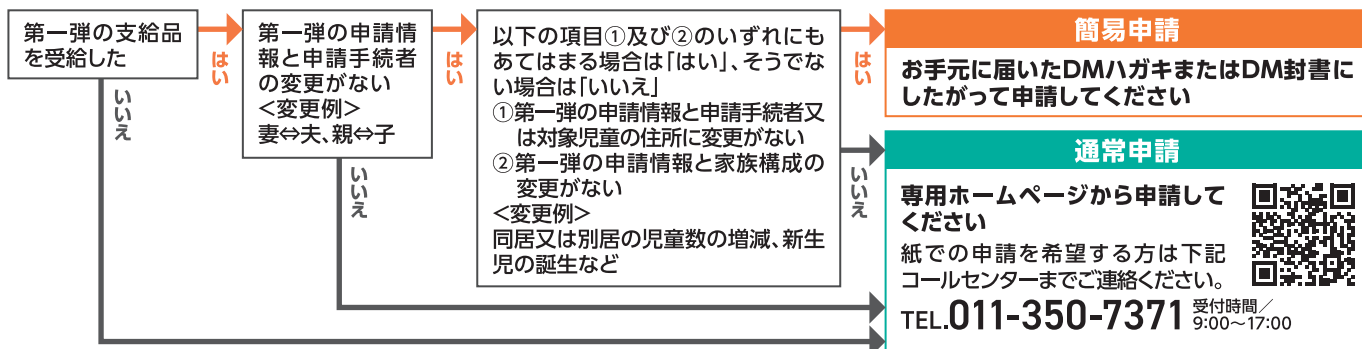 第一弾の支給品
を受給した
はい
いいえ
第一弾の申請情
報と申請手続者
の変更がない
<変更例>
妻⇔夫、親⇔子
はい
いいえ
以下の項目①及び②のいずれにも
あてはまる場合は「はい」、そうでな
い場合は「いいえ」
①第一弾の申請情報と申請手続者又
は対象児童の住所に変更がない
②第一弾の申請情報と家族構成の
変更がない
<変更例>
同居又は別居の児童数の増減、新生
児の誕生など
はい
いいえ
簡易申請
お手元に届いたDMハガキまたはDM封書に
したがって申請してください
通常申請
専用ホームページから申請して
ください
紙での申請を希望する方は下記
コールセンターまでご連絡ください。
TEL.011-350-7371 受付時間/
9:00~17:00